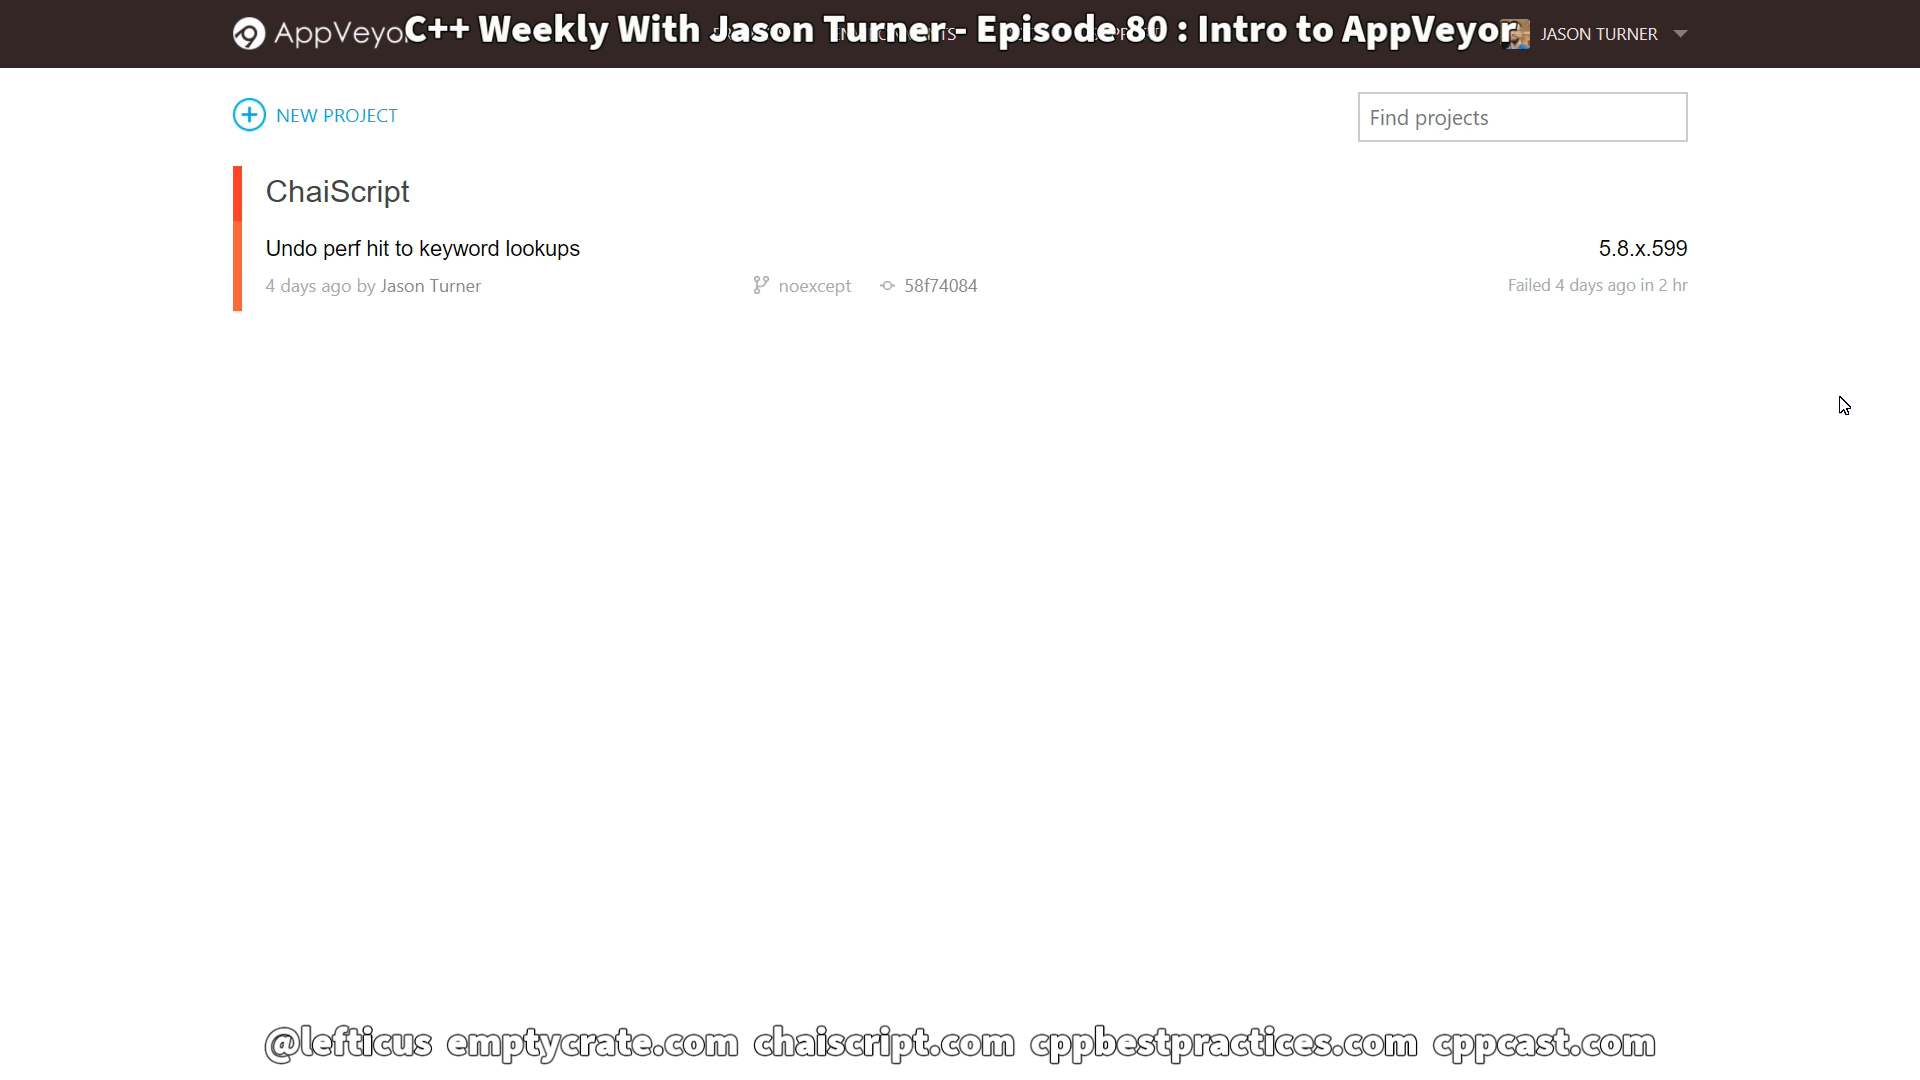 AppVeyor
C++ Weekly With Jason Turner - Episode 80 : Intro to AppVeyor
JASON TURNER
NEW PROJECT
Find projects
ChaiScript
Undo perf hit to keyword lookups
5.8.x.599
4 days ago by Jason Turner
noexcept
58f74084
Failed 4 days ago in 2 hr
@lefticus emptycrate.com chaiscript.com cppbestpractices.com cppcast.com